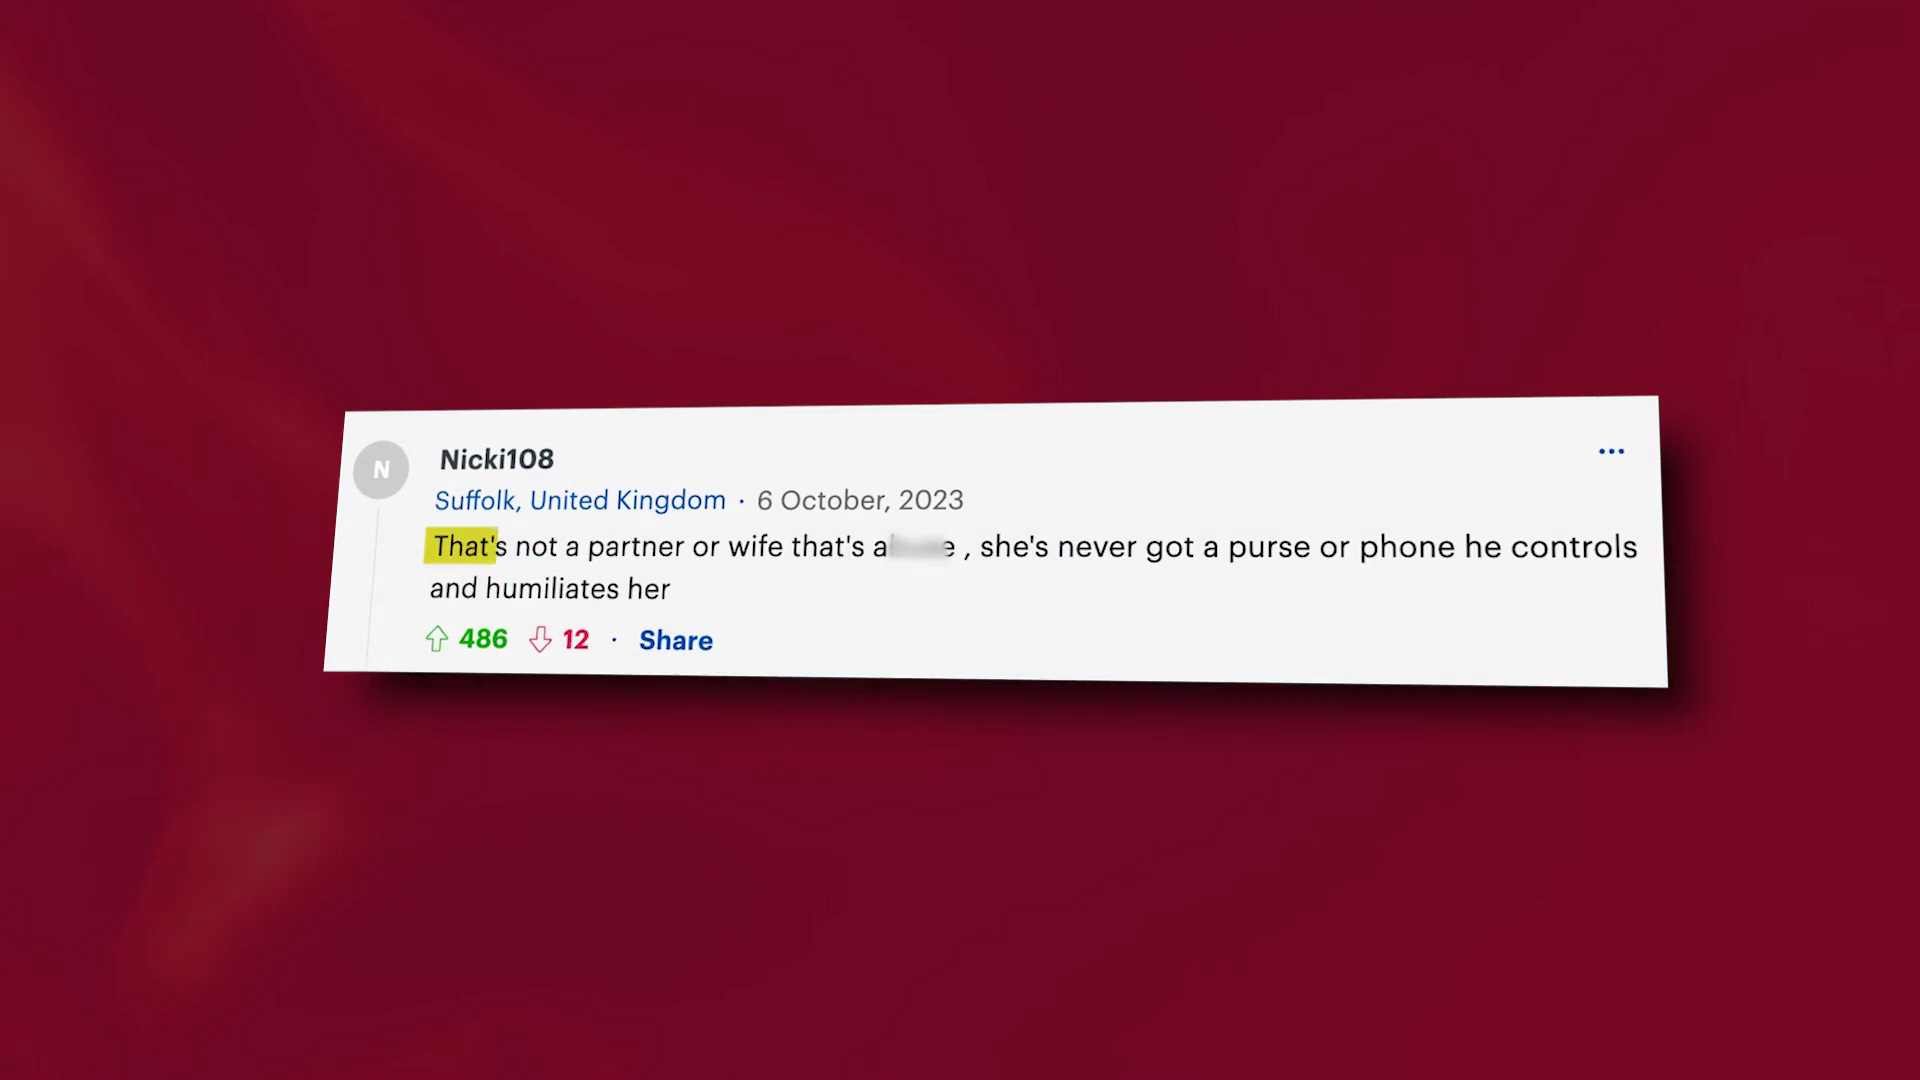 N
Nicki108
Suffolk, United Kingdom · 6 October, 2023
That's not a partner or wife that's , she's never got a purse or phone he controls
and humiliates her
486 12 · Share